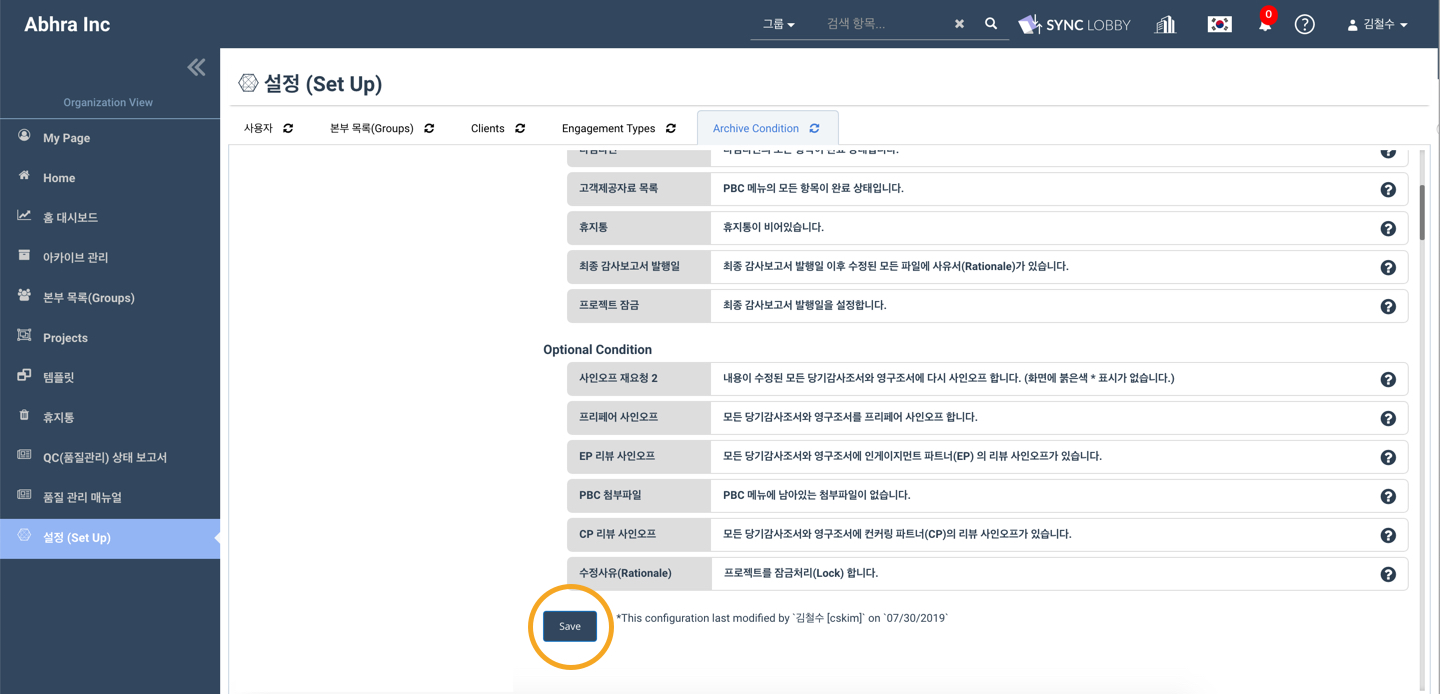 Abhra Inc
그룹
검색 항목...
SYNC LOBBY
0
김철수
Organization View
My Page
Home
홈 대시보드
아카이브 관리
본부 목록(Groups)
Projects
템플릿
휴지통
QC(품질관리) 상태 보고서
품질 관리 매뉴얼
설정 (Set Up)
설정 (Set Up)
사용자
본부 목록(Groups)
Clients
Engagement Types
Archive Condition
고객제공자료 목록 PBC 메뉴의 모든 항목이 완료 상태입니다.
휴지통 휴지통이 비어있습니다.
최종 감사보고서 발행일 최종 감사보고서 발행일 이후 수정된 모든 파일에 사유서(Rationale)가 있습니다.
프로젝트 잠금 최종 감사보고서 발행일을 설정합니다.
Optional Condition
사인오프 재요청 2 내용이 수정된 모든 당기감사조서와 영구조서에 다시 사인오프 합니다. (화면에 붉은색 * 표시가 없습니다.)
프리페어 사인오프 모든 당기감사조서와 영구조서를 프리페어 사인오프 합니다.
EP 리뷰 사인오프 모든 당기감사조서와 영구조서에 인게이지먼트 파트너(EP) 의 리뷰 사인오프가 있습니다.
PBC 첨부파일 PBC 메뉴에 남아있는 첨부파일이 없습니다.
CP 리뷰 사인오프 모든 당기감사조서와 영구조서에 컨커링 파트너(CP)의 리뷰 사인오프가 있습니다.
수정사유(Rationale) 프로젝트를 잠금처리(Lock) 합니다.
Save
*This configuration last modified by `김철수 [cskim]` on `07/30/2019`